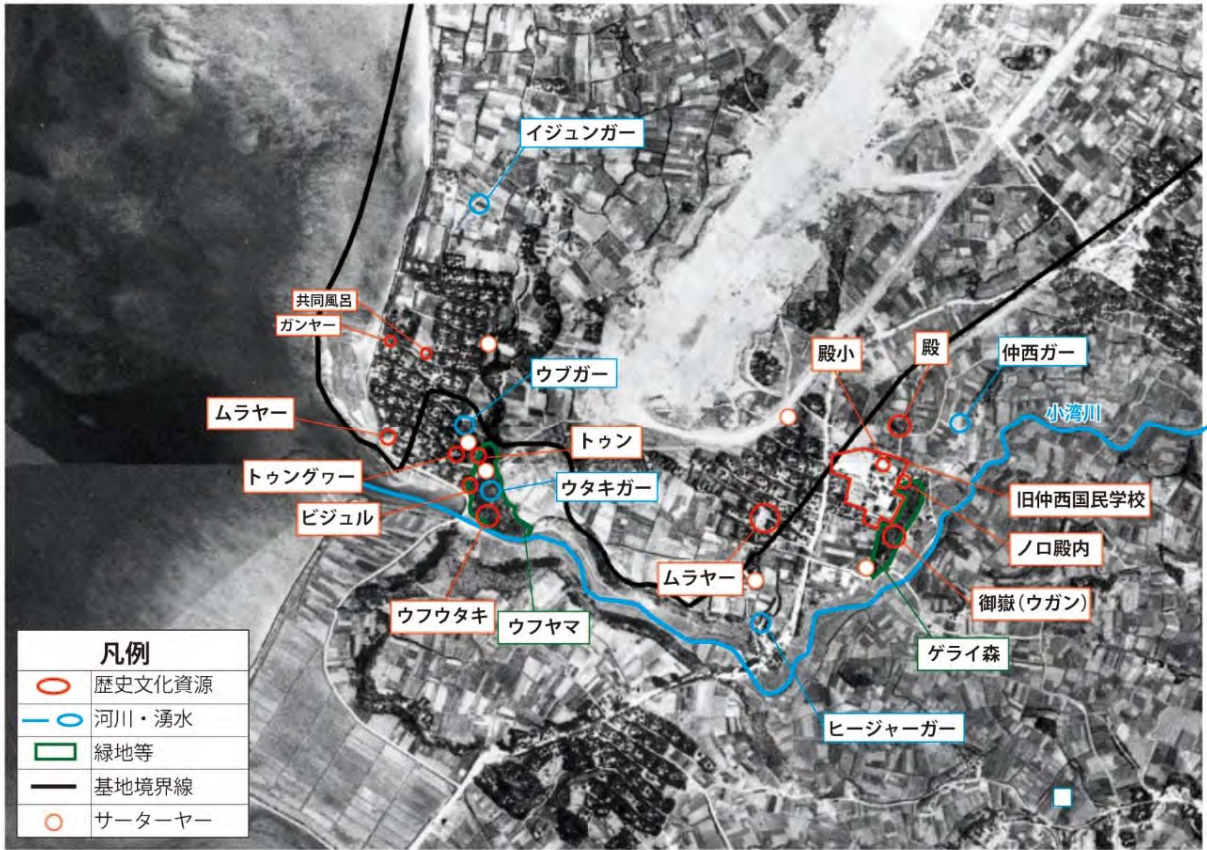 イジュンガー
共同風呂
ガンヤー
ウブガー
殿小
殿
仲西ガー
小湾川
ムラヤー
トゥン
トゥングヮー
ウタキガー
旧仲西国民学校
ビジュル
ノロ殿内
ムラヤー
ウフウタキ
ウフヤマ
御嶽(ウガン)
ゲライ森
ヒージャーガー
凡例
歴史文化資源
河川・湧水
緑地等
基地境界線
サーターヤー